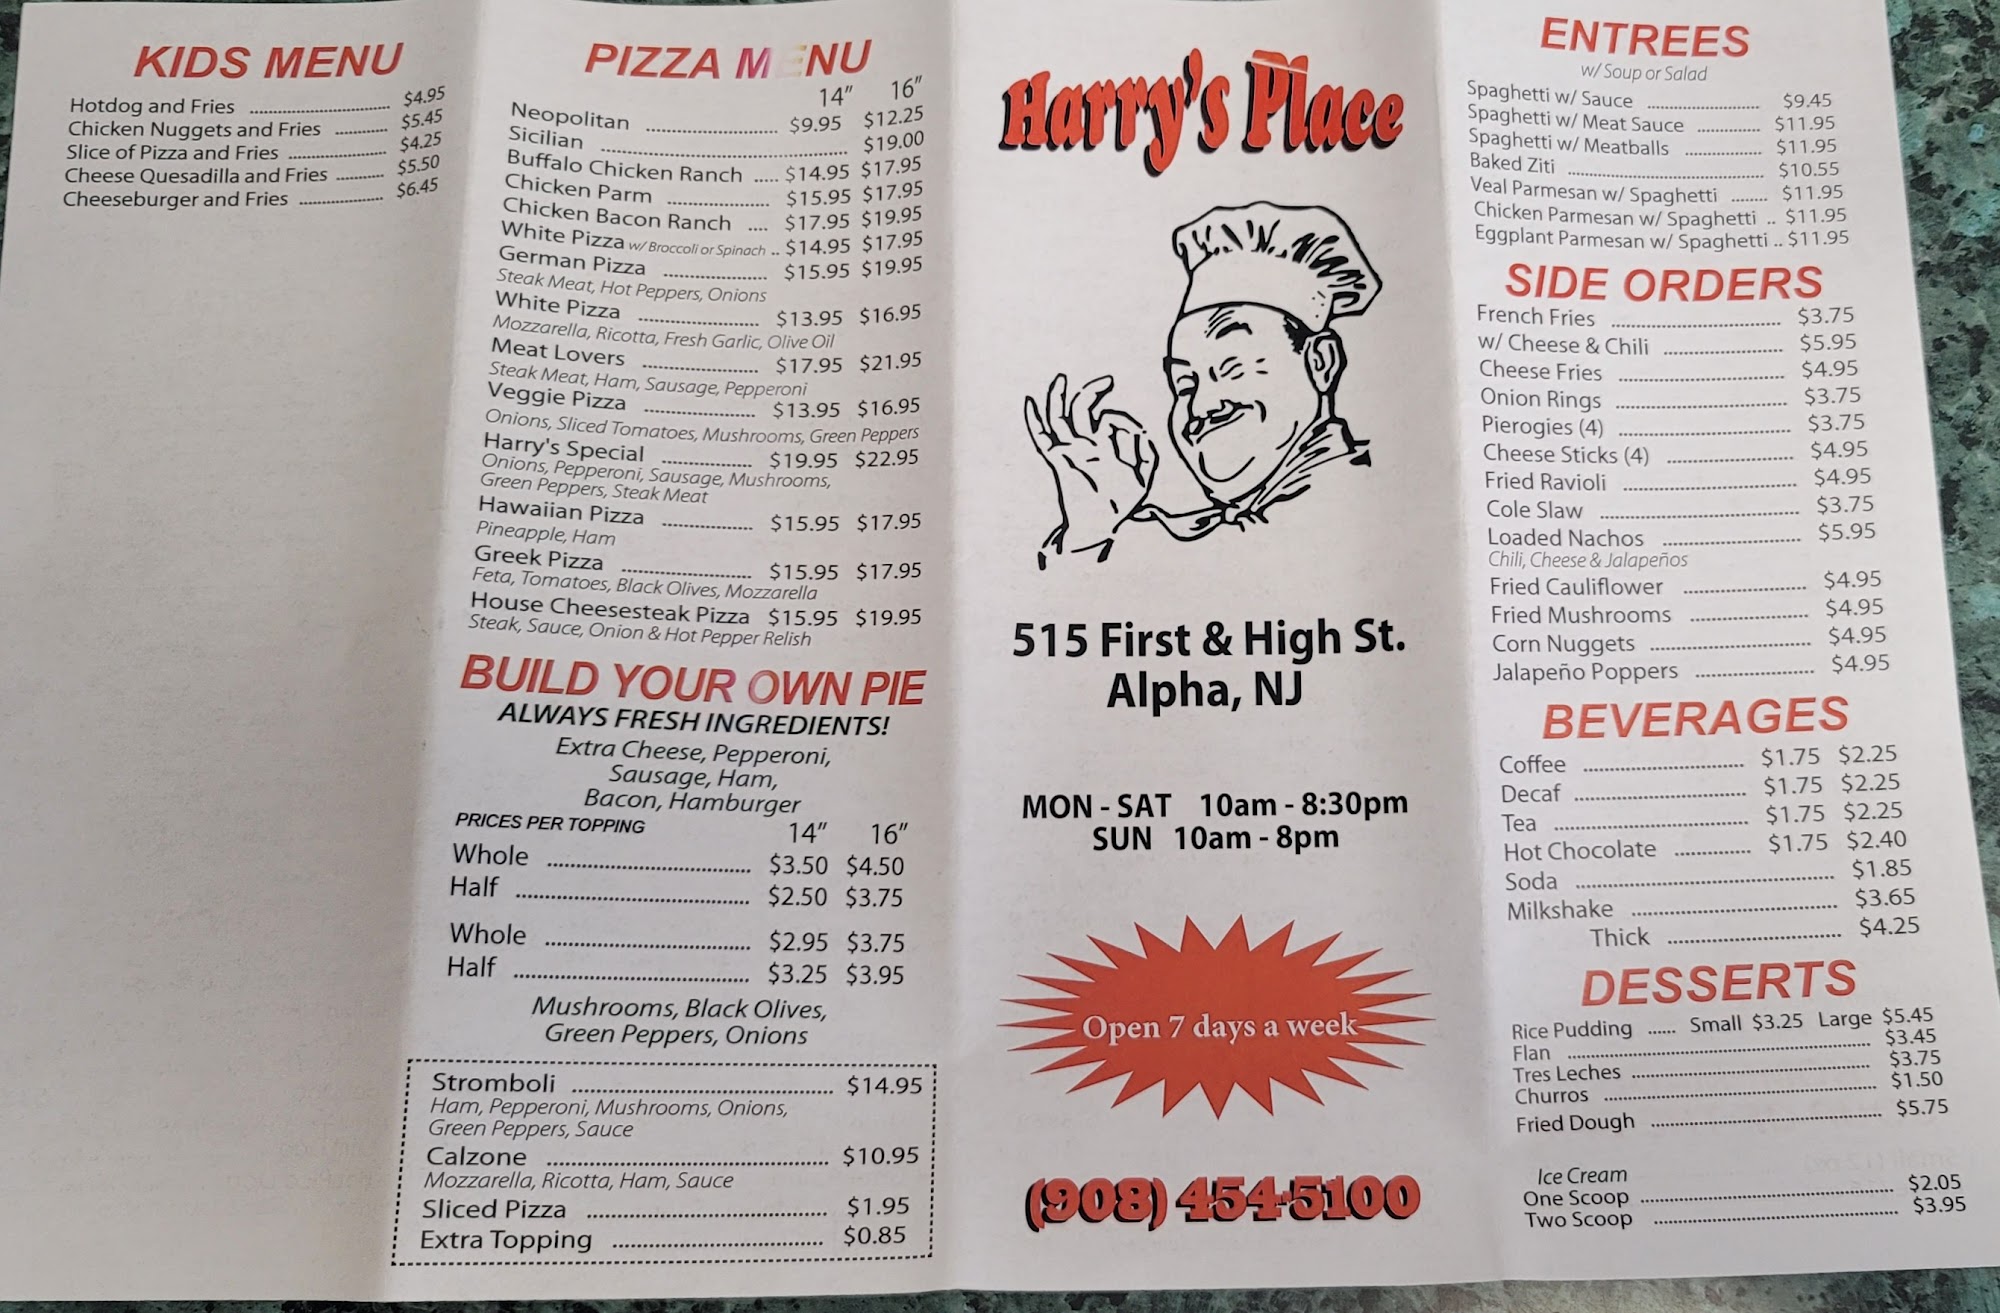 KIDS MENU
Hotdog and Fries $4.95
Chicken Nuggets and Fries $5.45
Slice of Pizza and Fries $4.25
Cheese Quesadilla and Fries $5.50
Cheeseburger and Fries $6.45
PIZZA MENU
14” 16”
Neopolitan $9.95 $12.25
Sicilian $19.00
Buffalo Chicken Ranch $14.95 $17.95
Chicken Parm $15.95 $17.95
Chicken Bacon Ranch $17.95 $19.95
White Pizza w/ Broccoli or Spinach $14.95 $17.95
German Pizza $15.95 $19.95
Steak Meat, Hot Peppers, Onions
White Pizza $13.95 $16.95
Mozzarella, Ricotta, Fresh Garlic, Olive Oil
Meat Lovers $17.95 $21.95
Steak Meat, Ham, Sausage, Pepperoni
Veggie Pizza $13.95 $16.95
Onions, Sliced Tomatoes, Mushrooms, Green Peppers
Harry's Special $19.95 $22.95
Onions, Pepperoni, Sausage, Mushrooms,
Green Peppers, Steak Meat
Hawaiian Pizza $15.95 $17.95
Pineapple, Ham
Greek Pizza $15.95 $17.95
Feta, Tomatoes, Black Olives, Mozzarella
House Cheesesteak Pizza $15.95 $19.95
Steak, Sauce, Onion & Hot Pepper Relish
BUILD YOUR OWN PIE
ALWAYS FRESH INGREDIENTS!
Extra Cheese, Pepperoni,
Sausage, Ham,
Bacon, Hamburger
PRICES PER TOPPING 14” 16”
Whole $3.50 $4.50
Half $2.50 $3.75
Whole $2.95 $3.75
Half $3.25 $3.95
Mushrooms, Black Olives,
Green Peppers, Onions
Stromboli $14.95
Ham, Pepperoni, Mushrooms, Onions,
Green Peppers, Sauce
Calzone $10.95
Mozzarella, Ricotta, Ham, Sauce
Sliced Pizza $1.95
Extra Topping $0.85
Harry's Place
515 First & High St.
Alpha, NJ
MON - SAT 10am - 8:30pm
SUN 10am - 8pm
Open 7 days a week
(908) 454-5100
ENTREES
w/ Soup or Salad
Spaghetti w/ Sauce $9.45
Spaghetti w/ Meat Sauce $11.95
Spaghetti w/ Meatballs $11.95
Baked Ziti $10.55
Veal Parmesan w/ Spaghetti $11.95
Chicken Parmesan w/ Spaghetti $11.95
Eggplant Parmesan w/ Spaghetti $11.95
SIDE ORDERS
French Fries $3.75
w/ Cheese & Chili $5.95
Cheese Fries $4.95
Onion Rings $3.75
Pierogies (4) $3.75
Cheese Sticks (4) $4.95
Fried Ravioli $4.95
Cole Slaw $3.75
Loaded Nachos $5.95
Chili, Cheese & Jalapeños
Fried Cauliflower $4.95
Fried Mushrooms $4.95
Corn Nuggets $4.95
Jalapeño Poppers $4.95
BEVERAGES
Coffee $1.75 $2.25
Decaf $1.75 $2.25
Tea $1.75 $2.25
Hot Chocolate $1.75 $2.40
Soda $1.85
Milkshake $3.65
Thick $4.25
DESSERTS
Rice Pudding Small $3.25 Large $5.45
Flan $3.45
Tres Leches $3.75
Churros $1.50
Fried Dough $5.75
Ice Cream
One Scoop $2.05
Two Scoop $3.95